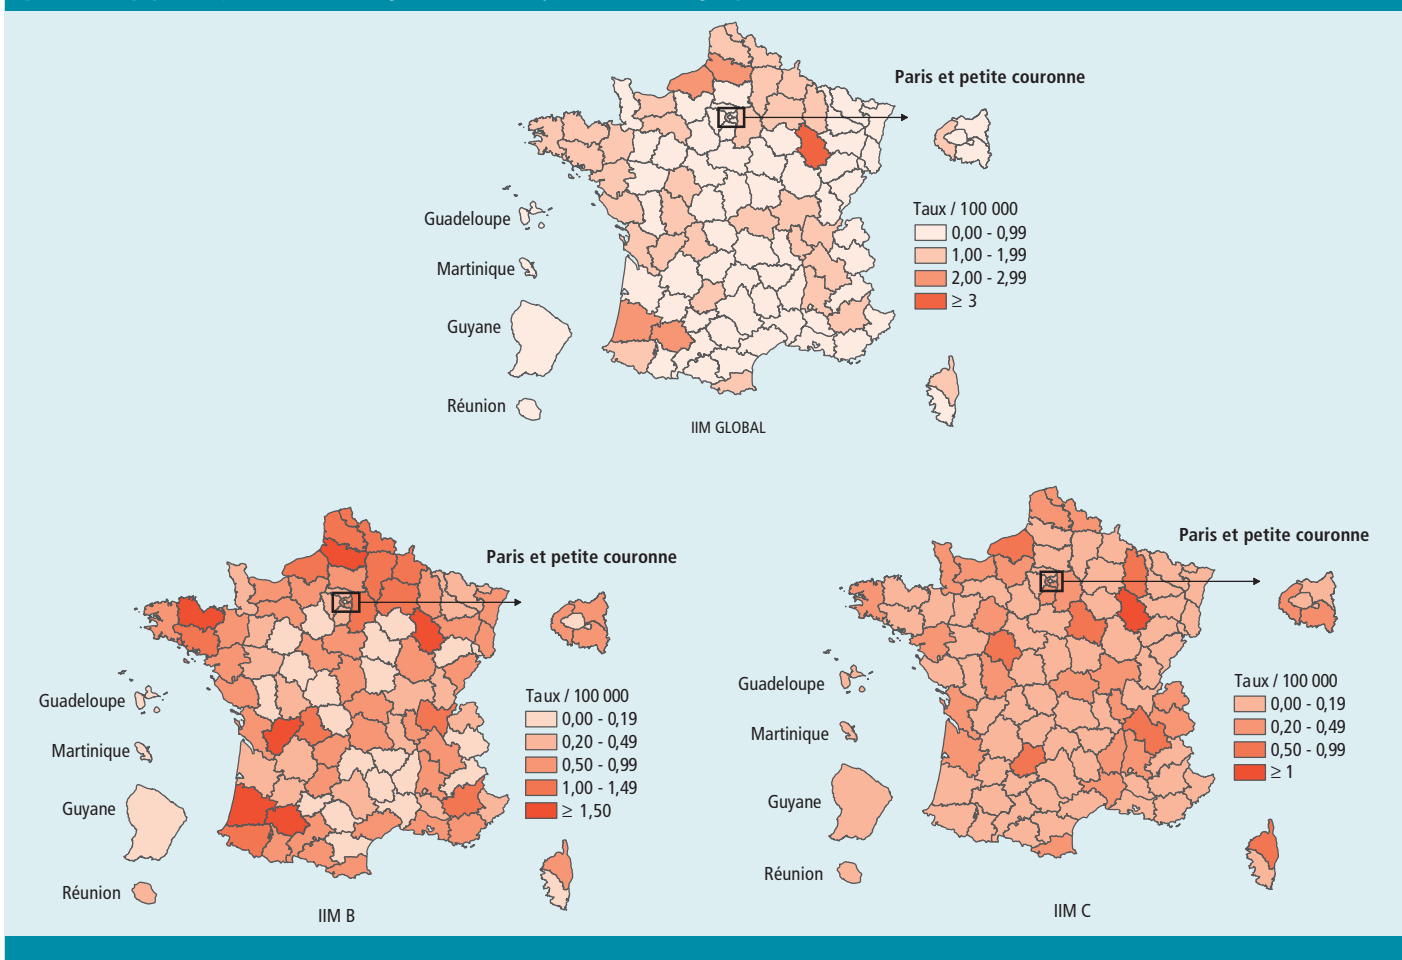 Paris et petite couronne
Taux / 100 000
0,00 - 0,99
1,00 - 1,99
2,00 - 2,99
≥ 3
Guadeloupe
Martinique
Guyane
Réunion
IIM GLOBAL
Paris et petite couronne
Taux / 100 000
0,00 - 0,19
0,20 - 0,49
0,50 - 0,99
1,00 - 1,49
≥ 1,50
Guadeloupe
Martinique
Guyane
Réunion
IIM B
Paris et petite couronne
Taux / 100 000
0,00 - 0,19
0,20 - 0,49
0,50 - 0,99
≥ 1
Guadeloupe
Martinique
Guyane
Réunion
IIM C